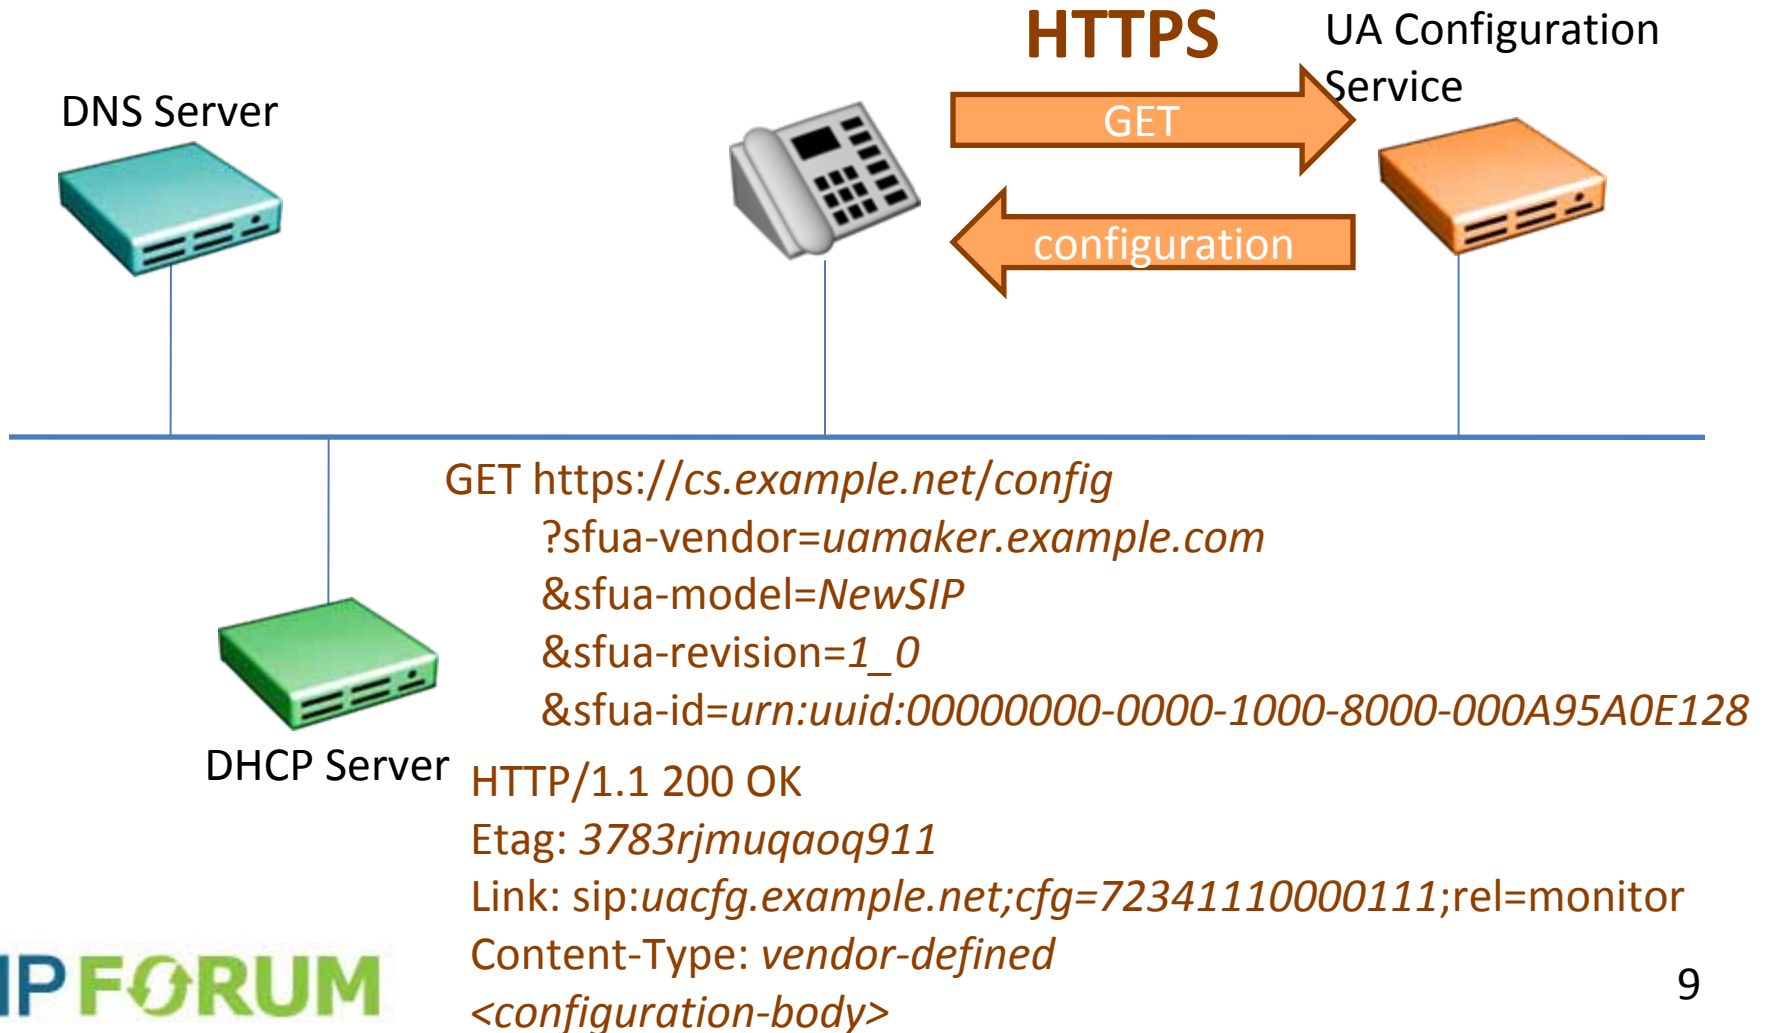 HTTPS
UA Configuration
Service
DNS Server
GET
configuration
GET https://cs.example.net/config
?sfua-vendor=uamaker.example.com
&sfua-model=NewSIP
&sfua-revision=1_0
&sfua-id=urn:uuid:00000000-0000-1000-8000-000A95A0E128
DHCP Server
HTTP/1.1 200 OK
Etag: 3783rjmuqaoq911
Link: sip:uacfg.example.net;cfg=72341110000111;rel=monitor
Content-Type: vendor-defined
<configuration-body>
IP FORUM
9